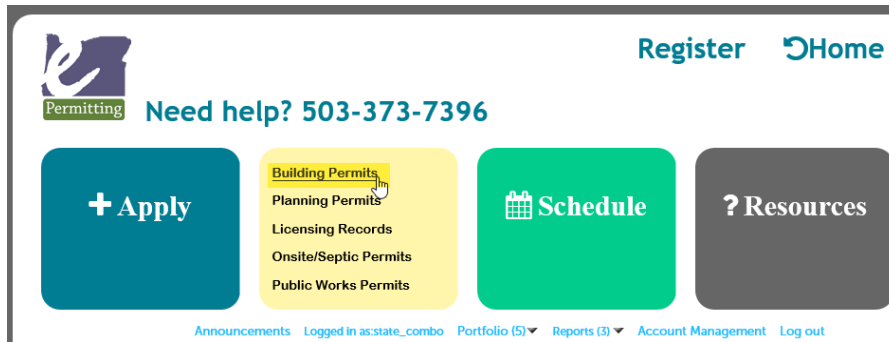 Register Home
e
Permitting
Need help? 503-373-7396
Apply
Building Permits
Planning Permits
Licensing Records
Onsite/Septic Permits
Public Works Permits
Schedule
? Resources
Announcements Logged in as:state_combo Portfolio (5) Reports (3) Account Management Log out